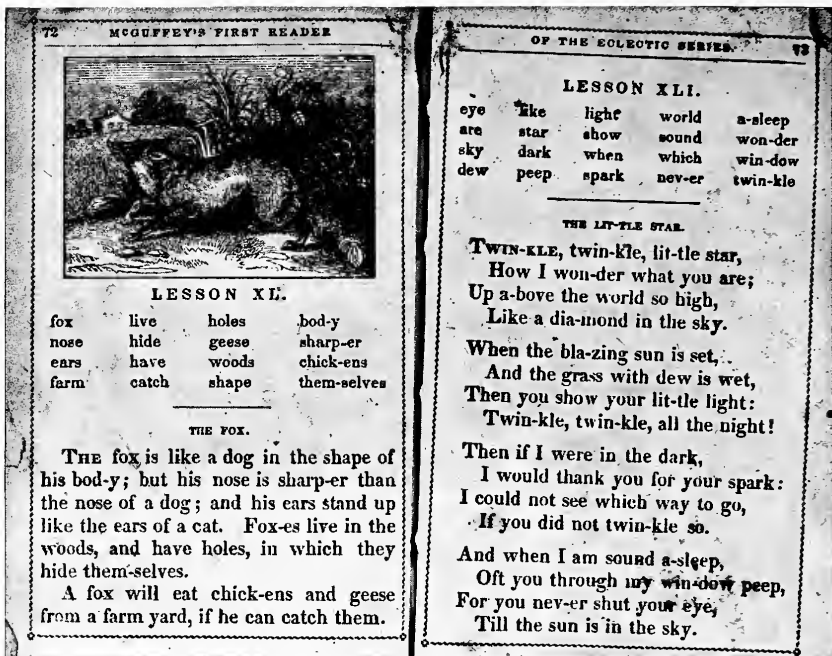 72 MCGUFFEY'S FIRST READER
LESSON XL.
fox live holes bod-y
nose hide geese sharp-er
ears have woods chick-ens
farm catch shape them-selves
THE FOX.
THE fox is like a dog in the shape of
his bod-y; but his nose is sharp-er than
the nose of a dog; and his ears stand up
like the ears of a cat. Fox-es live in the
woods, and have holes, in which they
hide them-selves.
A fox will eat chick-ens and geese
from a farm yard, if he can catch them.
OF THE ECLECTIC SERIES. 73
LESSON XLI.
eye like light world a-sleep
are star show sound won-der
sky dark when which win-dow
dew peep spark nev-er twin-kle
THE LIT-TLE STAR.
TWIN-KLE, twin-kle, lit-tle star,
How I won-der what you are;
Up a-bove the world so high,
Like a dia-mond in the sky.
When the bla-zing sun is set,
And the grass with dew is wet,
Then you show your lit-tle light:
Twin-kle, twin-kle, all the night!
Then if I were in the dark,
I would thank you for your spark:
I could not see which way to go,
If you did not twin-kle so.
And when I am sound a-sleep,
Oft you through my win-dow peep,
For you nev-er shut your eye,
Till the sun is in the sky.